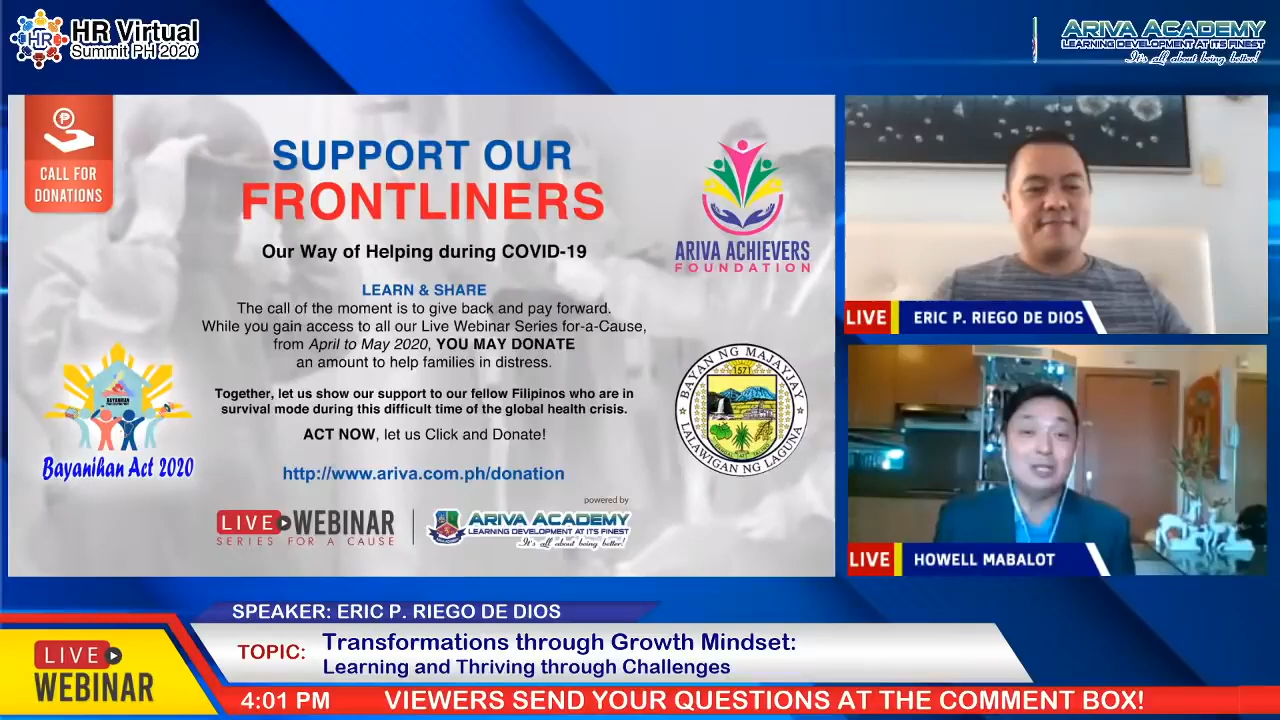 HR
HR Virtual
Summit PH 2020
ARIVA ACADEMY
LEARNING DEVELOPMENT AT ITS FINEST
It's all about being better!
CALL FOR
DONATIONS
SUPPORT OUR
FRONTLINERS
Our Way of Helping during COVID-19
LEARN & SHARE
The call of the moment is to give back and pay forward.
While you gain access to all our Live Webinar Series for-a-Cause,
from April to May 2020, YOU MAY DONATE
an amount to help families in distress.
Together, let us show our support to our fellow Filipinos who are in
survival mode during this difficult time of the global health crisis.
ACT NOW, let us Click and Donate!
http://www.ariva.com.ph/donation
ARIVA ACHIEVERS
FOUNDATION
BAYANIHAN
Bayanihan Act 2020
BAYAN NG MAJAYJAY
1571
LALAWIGAN NG LAGUNA
LIVE WEBINAR
SERIES FOR A CAUSE
powered by
ARIVA ACADEMY
LEARNING DEVELOPMENT AT ITS FINEST
It's all about being better!
LIVE ERIC P. RIEGO DE DIOS
LIVE HOWELL MABALOT
SPEAKER: ERIC P. RIEGO DE DIOS
TOPIC: Transformations through Growth Mindset:
Learning and Thriving through Challenges
LIVE
WEBINAR
4:01 PM VIEWERS SEND YOUR QUESTIONS AT THE COMMENT BOX!